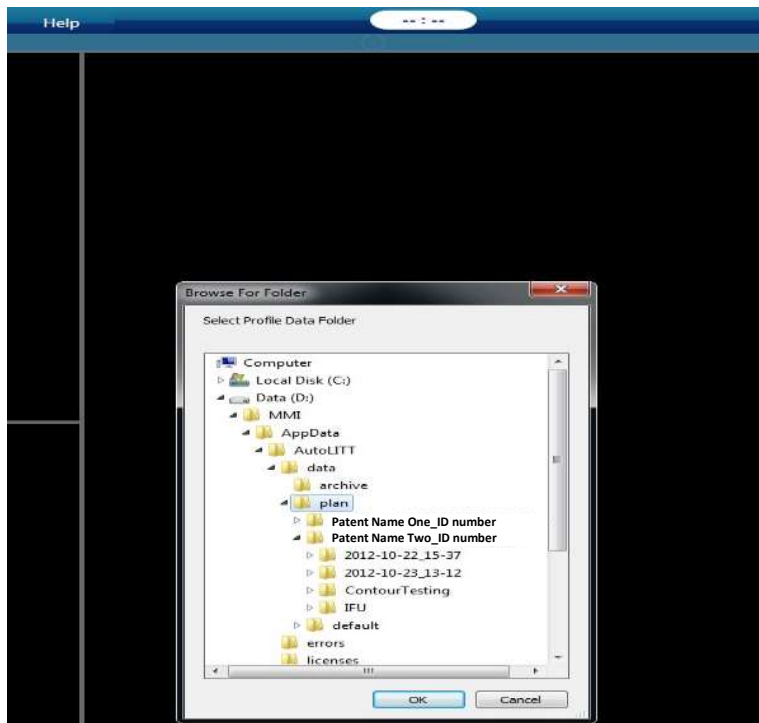 Help
-- : --
Browse For Folder
Select Profile Data Folder
Computer
Local Disk (C:)
Data (D:)
MMI
AppData
AutoLITT
data
archive
plan
Patent Name One_ID number
Patent Name Two_ID number
2012-10-22_15-37
2012-10-23_13-12
ContourTesting
IFU
default
errors
licenses
OK Cancel